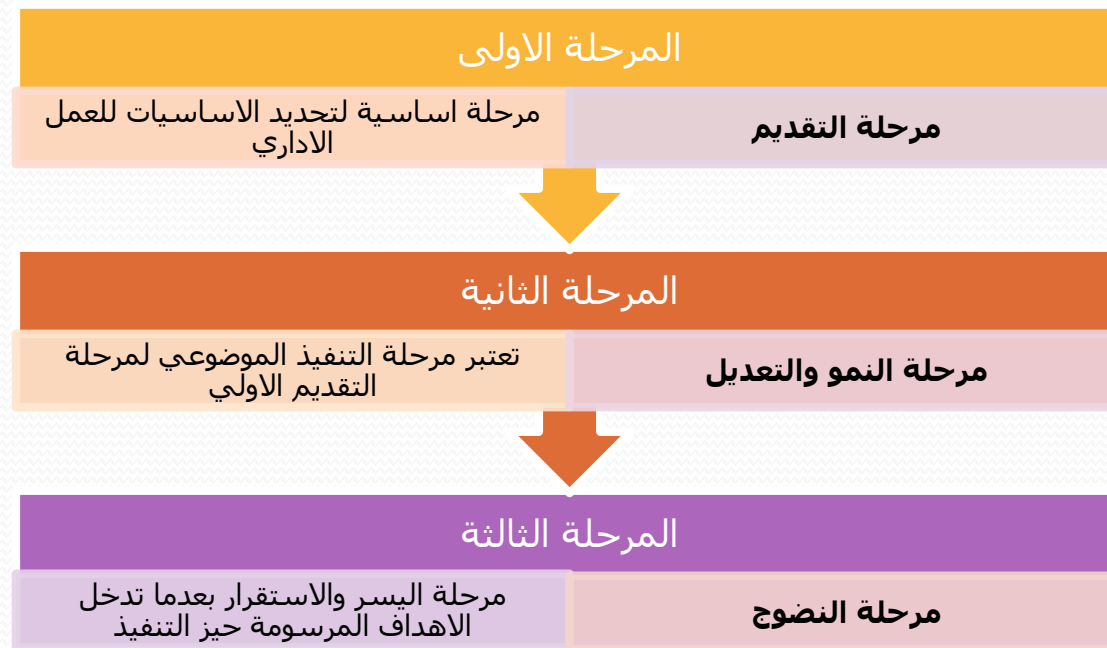 المرحلة الاولى
مرحلة التقديم
مرحلة اساسية لتحديد الاساسيات للعمل
الاداري
المرحلة الثانية
مرحلة النمو والتعديل
تعتبر مرحلة التنفيذ الموضوعي لمرحلة
التقديم الاولي
المرحلة الثالثة
مرحلة النضوج
مرحلة اليسر والاستقرار بعدما تدخل
الاهداف المرسومة حيز التنفيذ